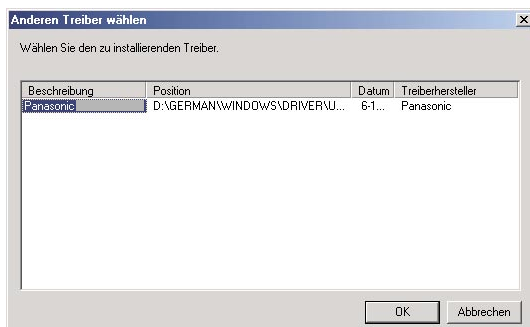 Anderen Treiber wählen
Wählen Sie den zu installierenden Treiber.
Beschreibung Position Datum Treiberhersteller
Panasonic D:\GERMAN\WINDOWS\DRIVER\U... 6-1... Panasonic
OK Abbrechen